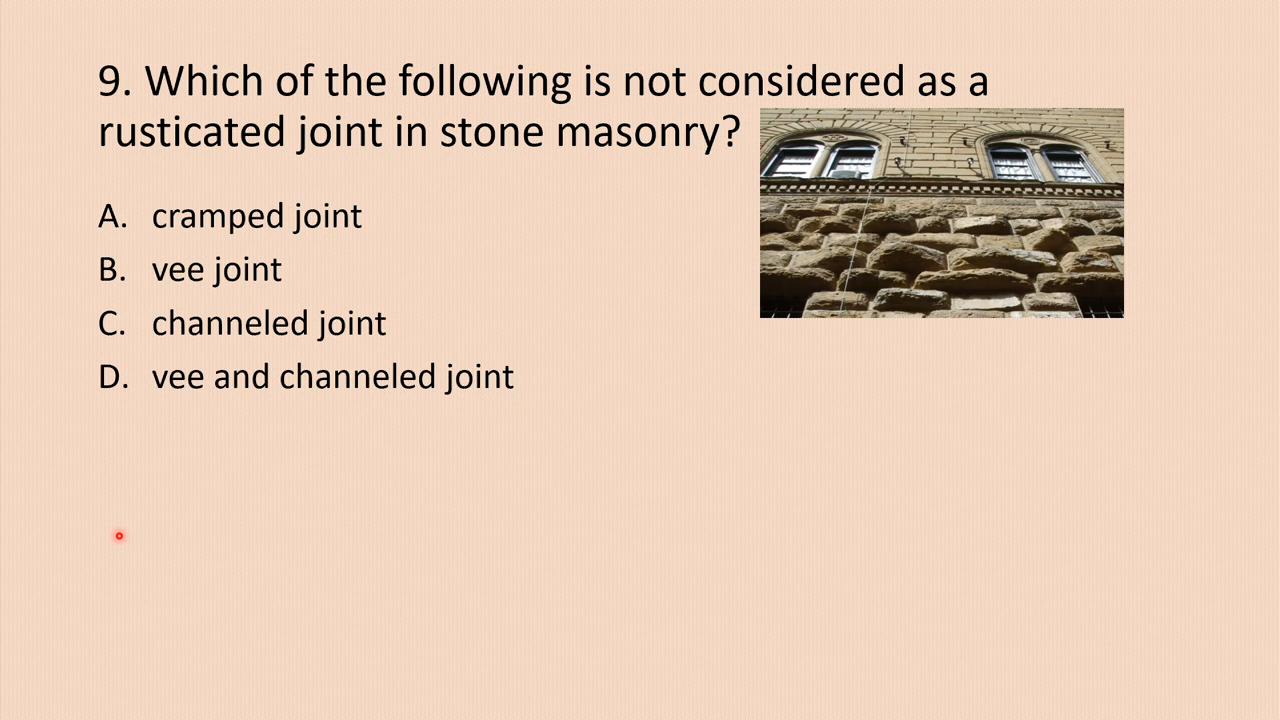 9. Which of the following is not considered as a
rusticated joint in stone masonry?
A. cramped joint
B. vee joint
C. channeled joint
D. vee and channeled joint